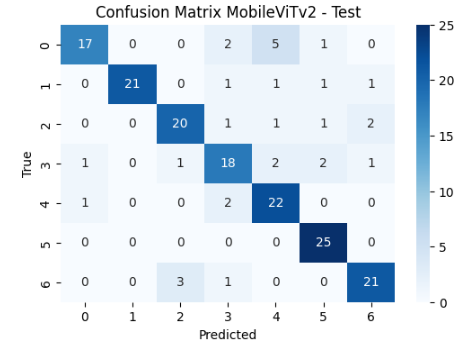 Confusion Matrix MobileViTv2 - Test
0 17 0 0 2 5 1 0
1 0 21 0 1 1 1 1
2 0 0 20 1 1 1 2
3 1 0 1 18 2 2 1
4 1 0 0 2 22 0 0
5 0 0 0 0 0 25 0
6 0 0 3 1 0 0 21
0 1 2 3 4 5 6
Predicted
True
25
20
15
10
5
0